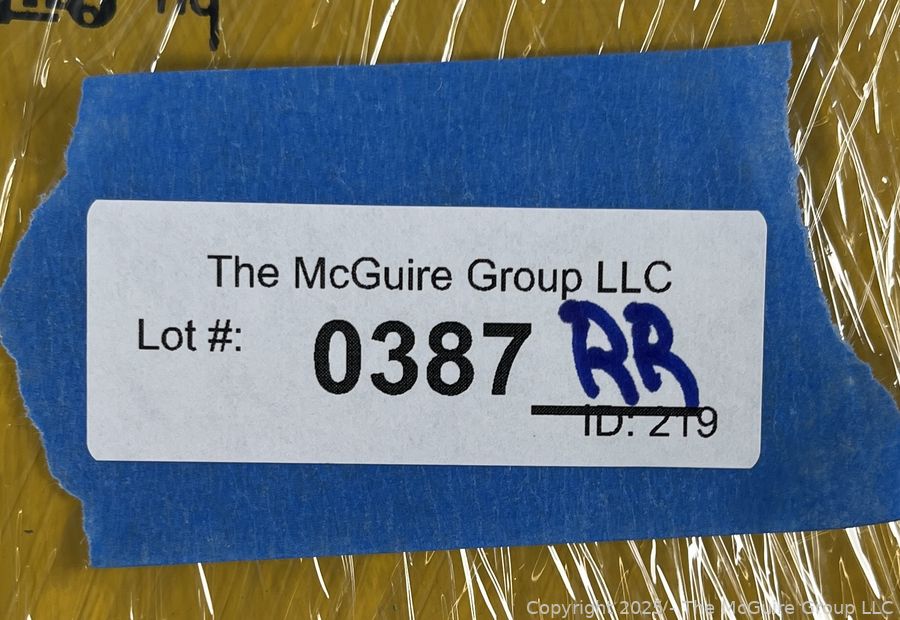 The McGuire Group LLC
Lot #: 0387 RR
ID: 219
Copyright 2025 - The McGuire Group LLC